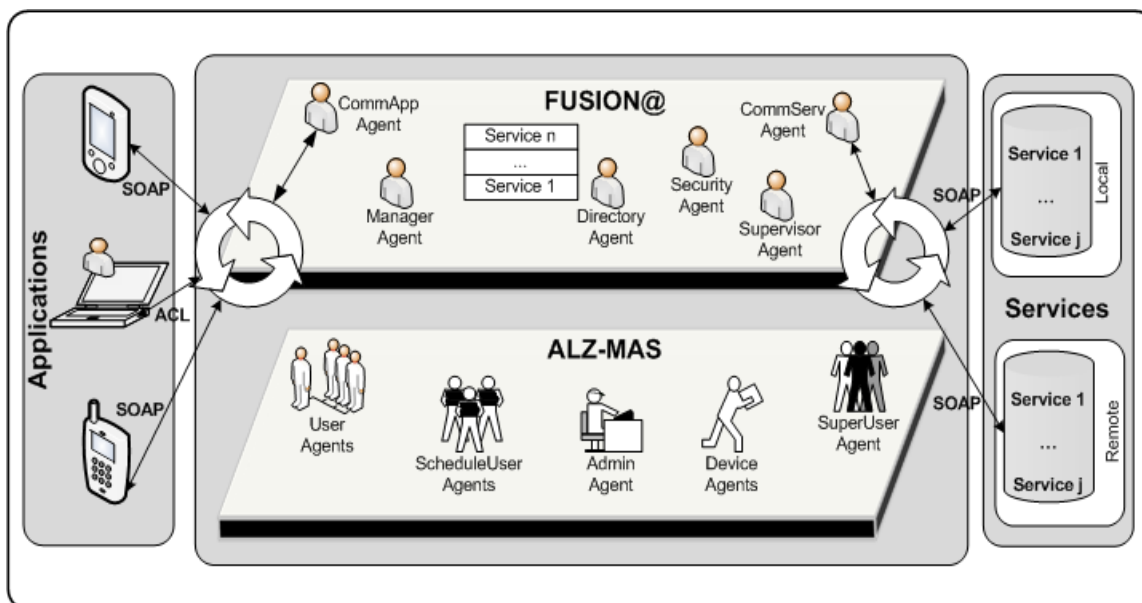 Applications
SOAP
ACL
SOAP
FUSION@
CommApp
Agent
Manager
Agent
Service n
...
Service 1
Directory
Agent
Security
Agent
CommServ
Agent
Supervisor
Agent
ALZ-MAS
User
Agents
ScheduleUser
Agents
Admin
Agent
Device
Agents
SuperUser
Agent
SOAP
SOAP
Service 1
...
Service j
Local
Services
Service 1
...
Service j
Remote